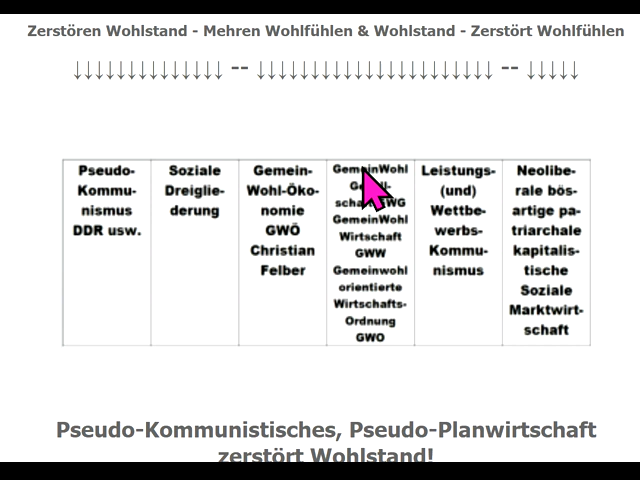 Zerstören Wohlstand - Mehren Wohlfühlen & Wohlstand - Zerstört Wohlfühlen
↓↓↓↓↓↓↓↓↓↓↓↓↓↓ -- ↓↓↓↓↓↓↓↓↓↓↓↓↓↓↓↓↓↓↓↓↓↓ -- ↓↓↓↓↓
Pseudo-
Kommu-
nismus
DDR usw.
Soziale
Dreiglie-
derung
Gemein-
Wohl-Öko-
nomie
GWÖ
Christian
Felber
GemeinWohl
GemeinWohl
Wirtschaft
GWW
Gemeinwohl
orientierte
Wirtschafts-
Ordnung
GWO
Leistungs-
(und)
Wettbe-
werbs-
Kommu-
nismus
Neolibe-
rale bös-
artige pa-
triarchale
kapitalis-
tische
Soziale
Marktwirt-
schaft
Pseudo-Kommunistisches, Pseudo-Planwirtschaft
zerstört Wohlstand!